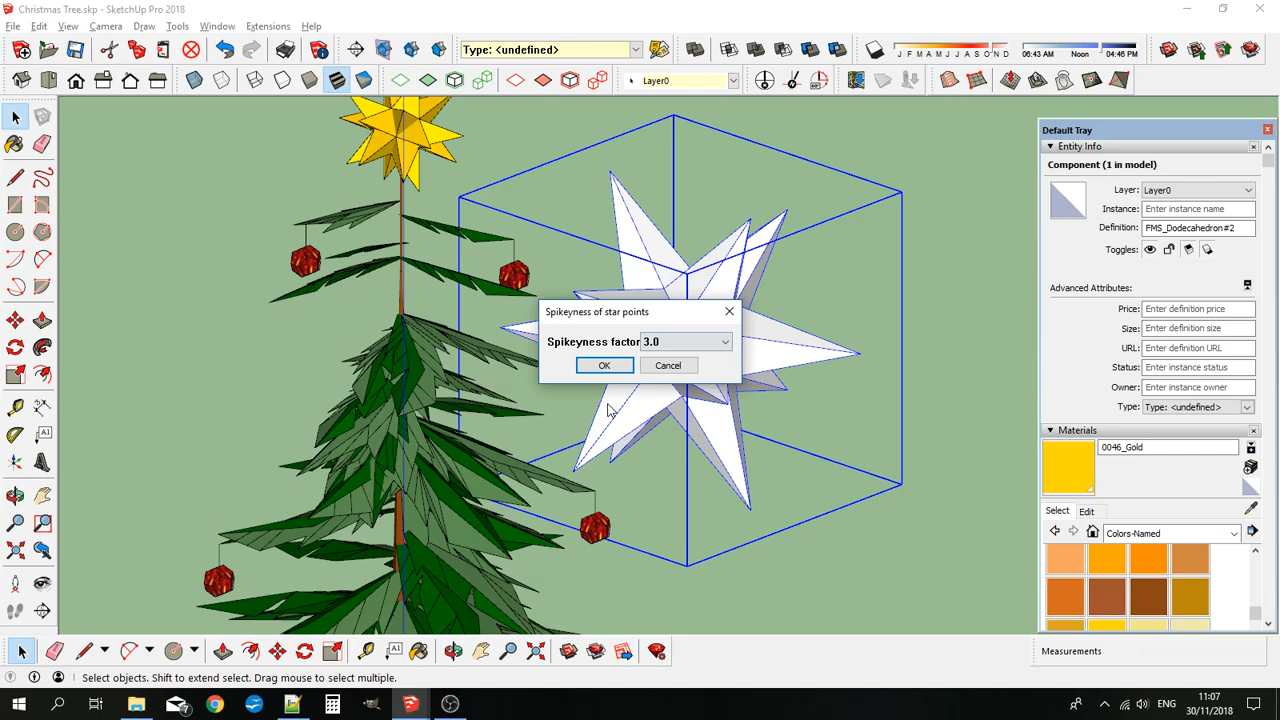 Christmas Tree.skp - SketchUp Pro 2018
File Edit View Camera Draw Tools Window Extensions Help
Type: <undefined>
J F M A M J J A S O N D
06:43 AM Noon 04:46 PM
Layer0
Default Tray
Entity Info
Component (1 in model)
Layer: Layer0
Instance: Enter instance name
Definition: FMS_Dodecahedron#2
Toggles:
Advanced Attributes:
Price: Enter definition price
Size: Enter definition size
URL: Enter definition URL
Status: Enter instance status
Owner: Enter instance owner
Type: Type: <undefined>
Materials
0046_Gold
Select Edit
Colors-Named
Spikeyness of star points
Spikeyness factor 3.0
OK Cancel
Measurements
Select objects. Shift to extend select. Drag mouse to select multiple.
ENG
11:07
30/11/2018